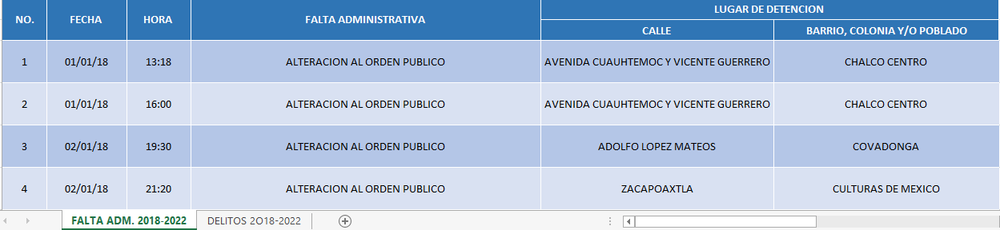 NO. FECHA HORA FALTA ADMINISTRATIVA LUGAR DE DETENCION
CALLE BARRIO, COLONIA Y/O POBLADO
1 01/01/18 13:18 ALTERACION AL ORDEN PUBLICO AVENIDA CUAUHTEMOC Y VICENTE GUERRERO CHALCO CENTRO
2 01/01/18 16:00 ALTERACION AL ORDEN PUBLICO AVENIDA CUAUHTEMOC Y VICENTE GUERRERO CHALCO CENTRO
3 02/01/18 19:30 ALTERACION AL ORDEN PUBLICO ADOLFO LOPEZ MATEOS COVADONGA
4 02/01/18 21:20 ALTERACION AL ORDEN PUBLICO ZACAPOAXTLA CULTURAS DE MEXICO
FALTA ADM. 2018-2022 DELITOS 2O18-2022